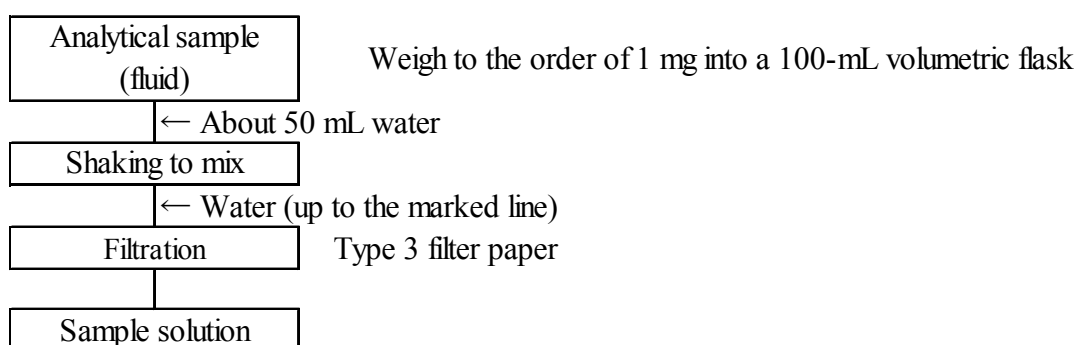 Analytical sample
(fluid)
Weigh to the order of 1 mg into a 100-mL volumetric flask
← About 50 mL water
Shaking to mix
← Water (up to the marked line)
Filtration
Type 3 filter paper
Sample solution